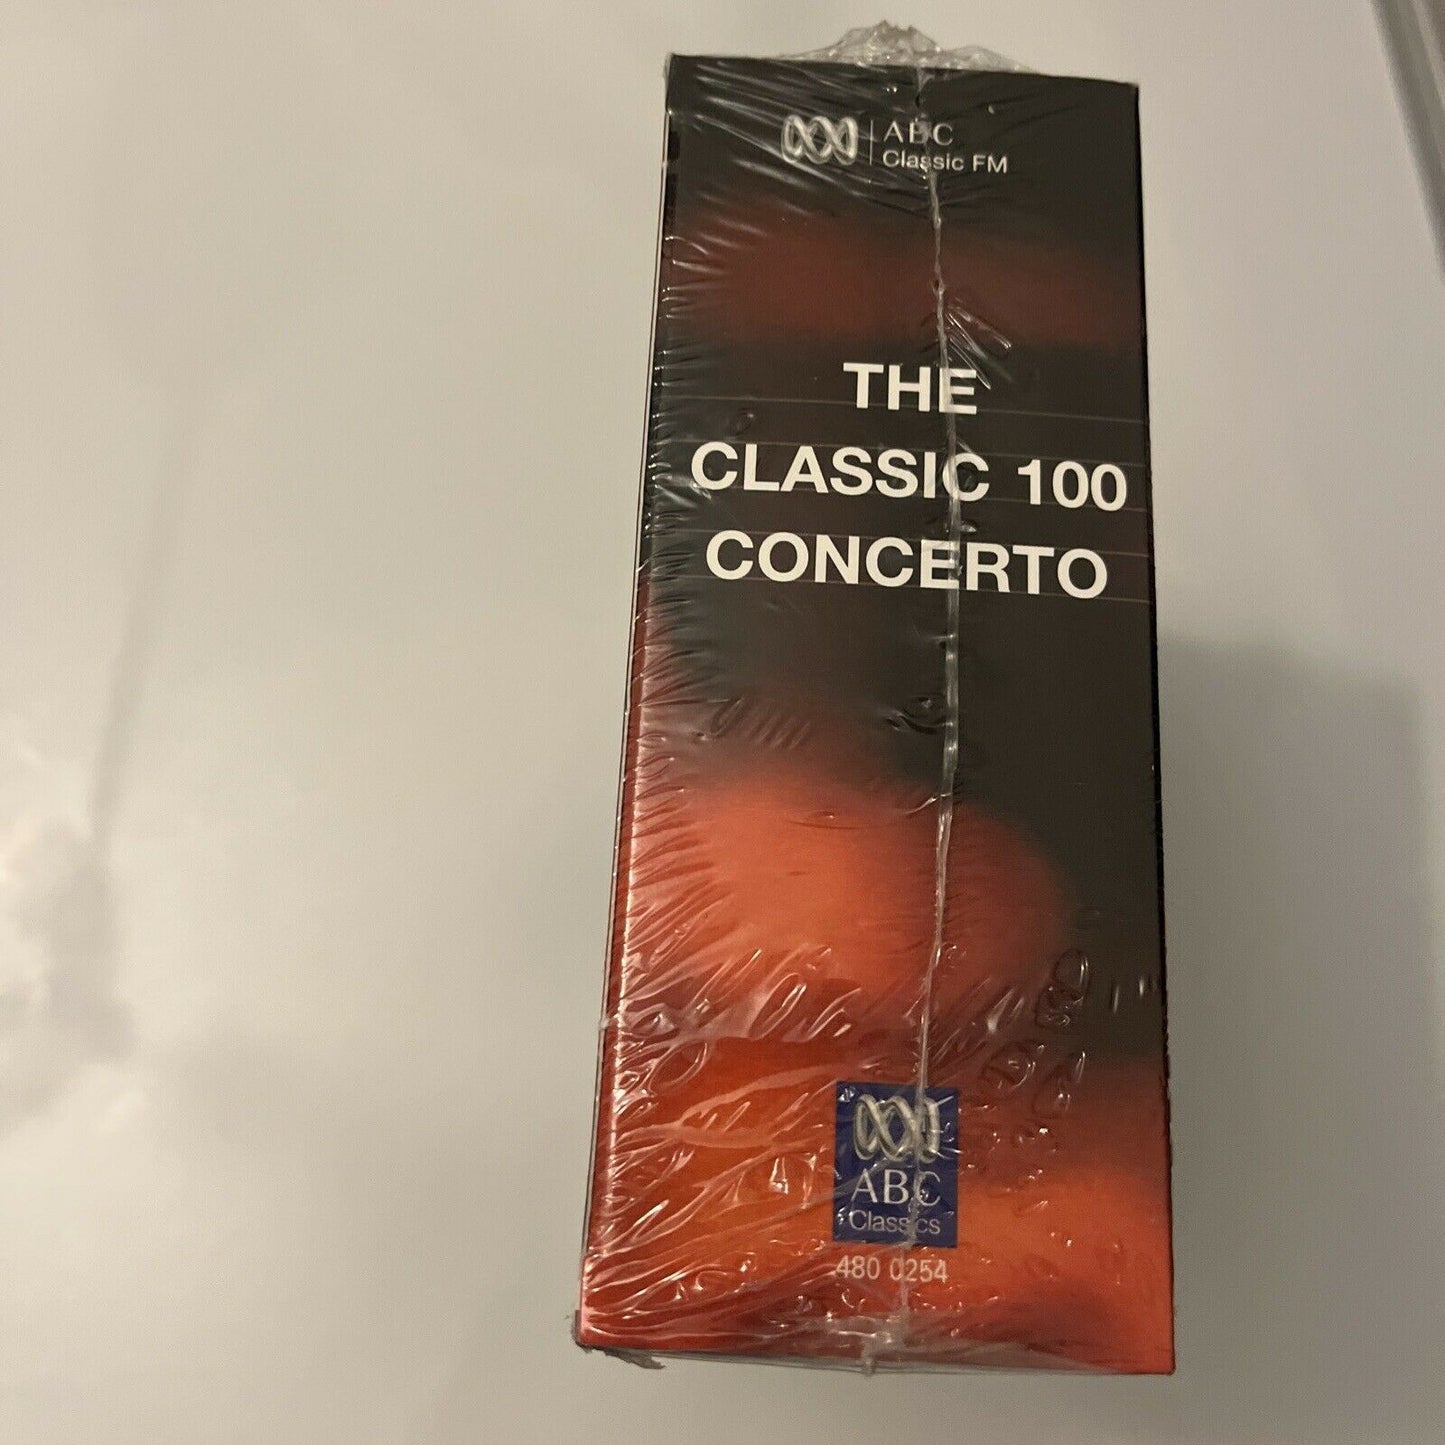 ABC
Classic FM
THE
CLASSIC 100
CONCERTO
ABC
Classics
480 0254